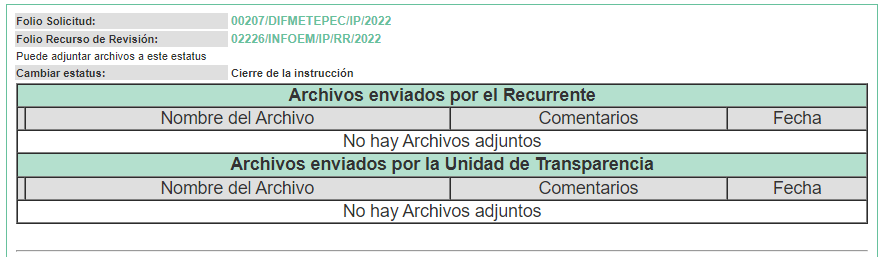 Folio Solicitud: 00207/DIFMETEPEC/IP/2022
Folio Recurso de Revisión: 02226/INFOEM/IP/RR/2022
Puede adjuntar archivos a este estatus
Cambiar estatus: Cierre de la instrucción
Archivos enviados por el Recurrente
Nombre del Archivo Comentarios Fecha
No hay Archivos adjuntos
Archivos enviados por la Unidad de Transparencia
Nombre del Archivo Comentarios Fecha
No hay Archivos adjuntos